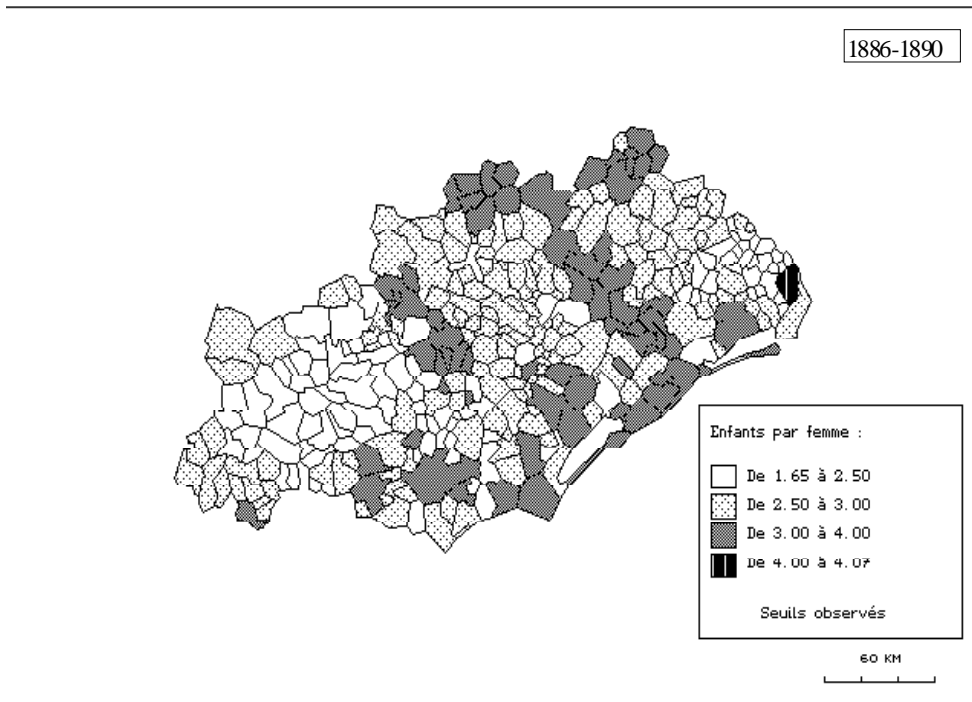 1886-1890
Enfants par femme :
De 1.65 à 2.50
De 2.50 à 3.00
De 3.00 à 4.00
De 4.00 à 4.07
Seuils observés
60 KM